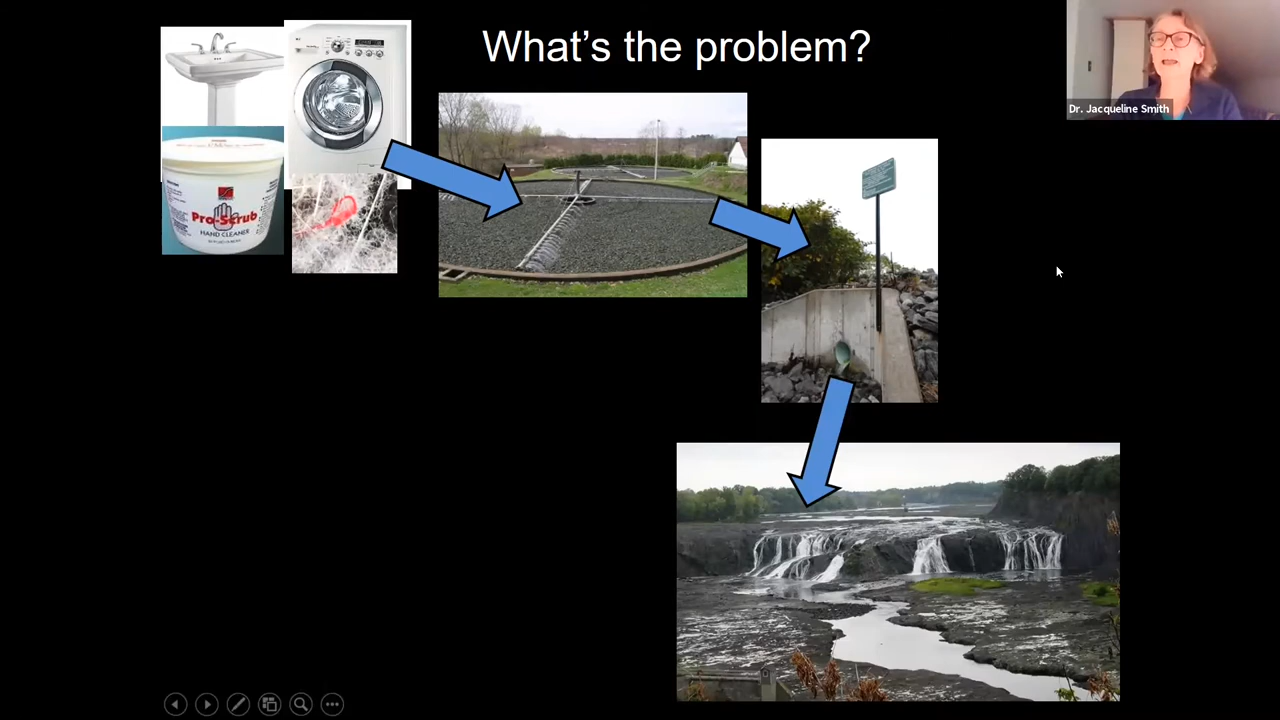 What's the problem?
Dr. Jacqueline Smith
Pro-Scrub
HAND CLEANER